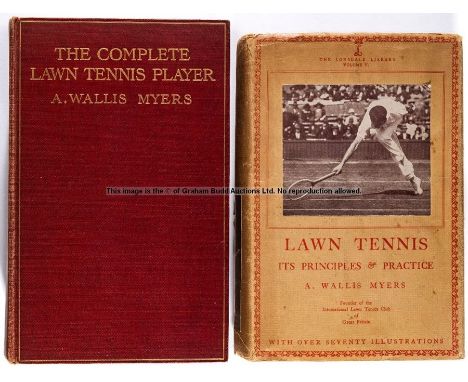 THE COMPLETE
LAWN TENNIS PLAYER
A. WALLIS MYERS
THE LONSDALE LIBRARY
VOLUME V.
This image is the © of Graham Budd Auctions Ltd. No reproduction allowed.
LAWN TENNIS
ITS PRINCIPLES & PRACTICE
A. WALLIS MYERS
Founder of the
International Lawn Tennis Club
of
Great Britain
WITH OVER SEVENTY ILLUSTRATIONS